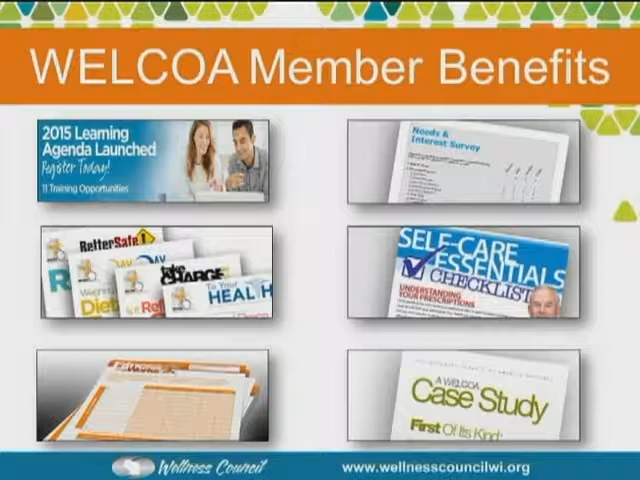 WELCOA Member Benefits
2015 Learning
Agenda Launched
Register Today!
11 Training Opportunities
Needs &
Interest Survey
BetterSafe!
take
CHARGE
To Your
HEALTH
SELF-CARE
ESSENTIALS
CHECKLIST
UNDERSTANDING
YOUR PRESCRIPTIONS
A WELCOA
Case Study
First Of Its Kind:
Wellness Council
www.wellnesscouncilwi.org